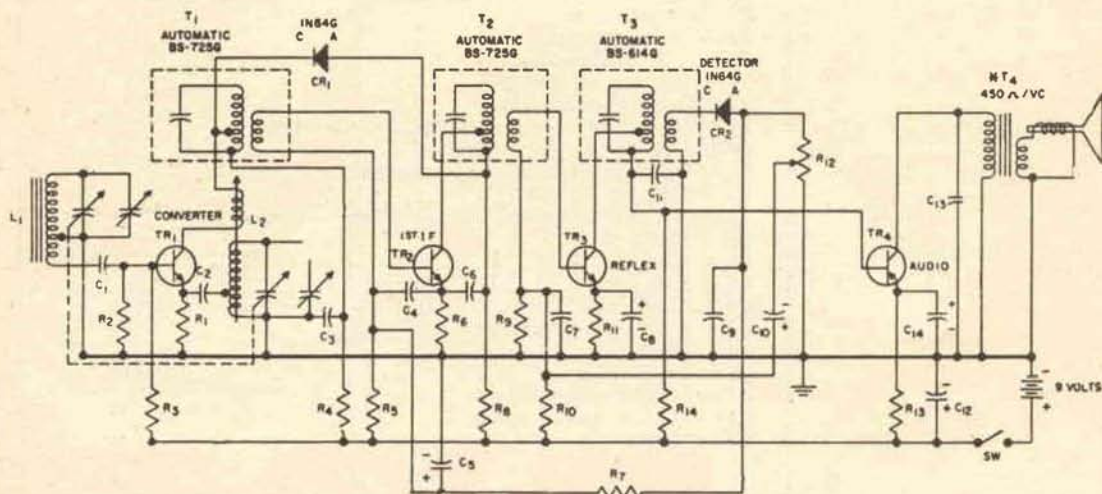 T1
AUTOMATIC
BS-725G
IN64G
C A
CR1
T2
AUTOMATIC
BS-725G
T3
AUTOMATIC
BS-614G
DETECTOR
IN64G
C A
CR2
T4
450 Ω/VC
L1
CONVERTER
TR1
L2
C1
C2
R2
R1
C3
1ST IF
TR2
C4
C6
R6
R9
C7
TR3
REFLEX
R11
C8
+
-
C11
C9
C10
-
+
R12
TR4
AUDIO
C13
C14
+
-
R3
R4
R5
R8
R10
R14
R13
C12
-
+
-
9 VOLTS
+
SW
-
C5
+
R7